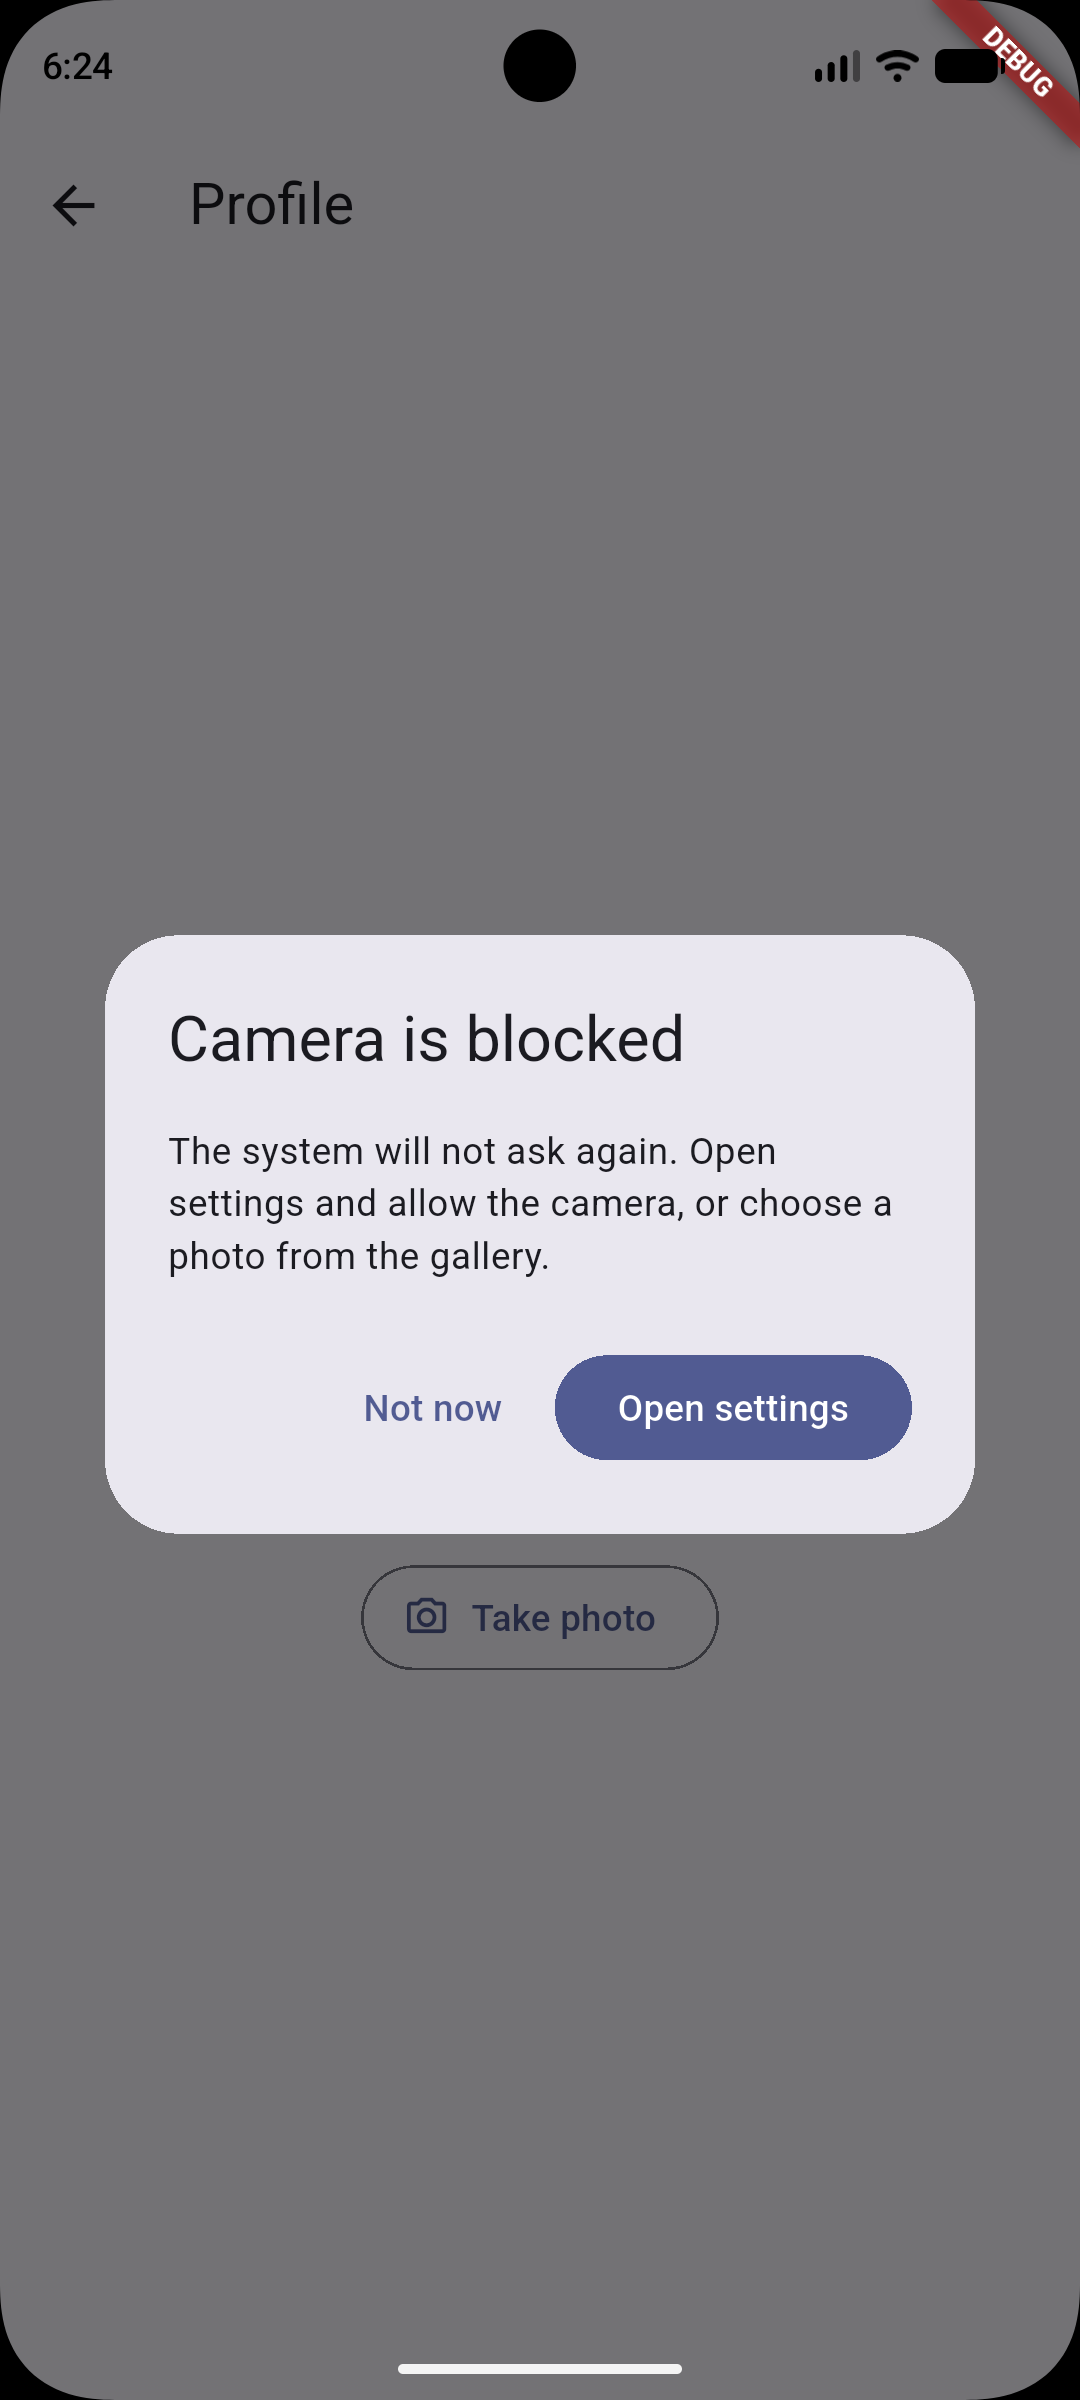 6:24
DEBUG
Profile
Camera is blocked
The system will not ask again. Open
settings and allow the camera, or choose a
photo from the gallery.
Not now
Open settings
Take photo